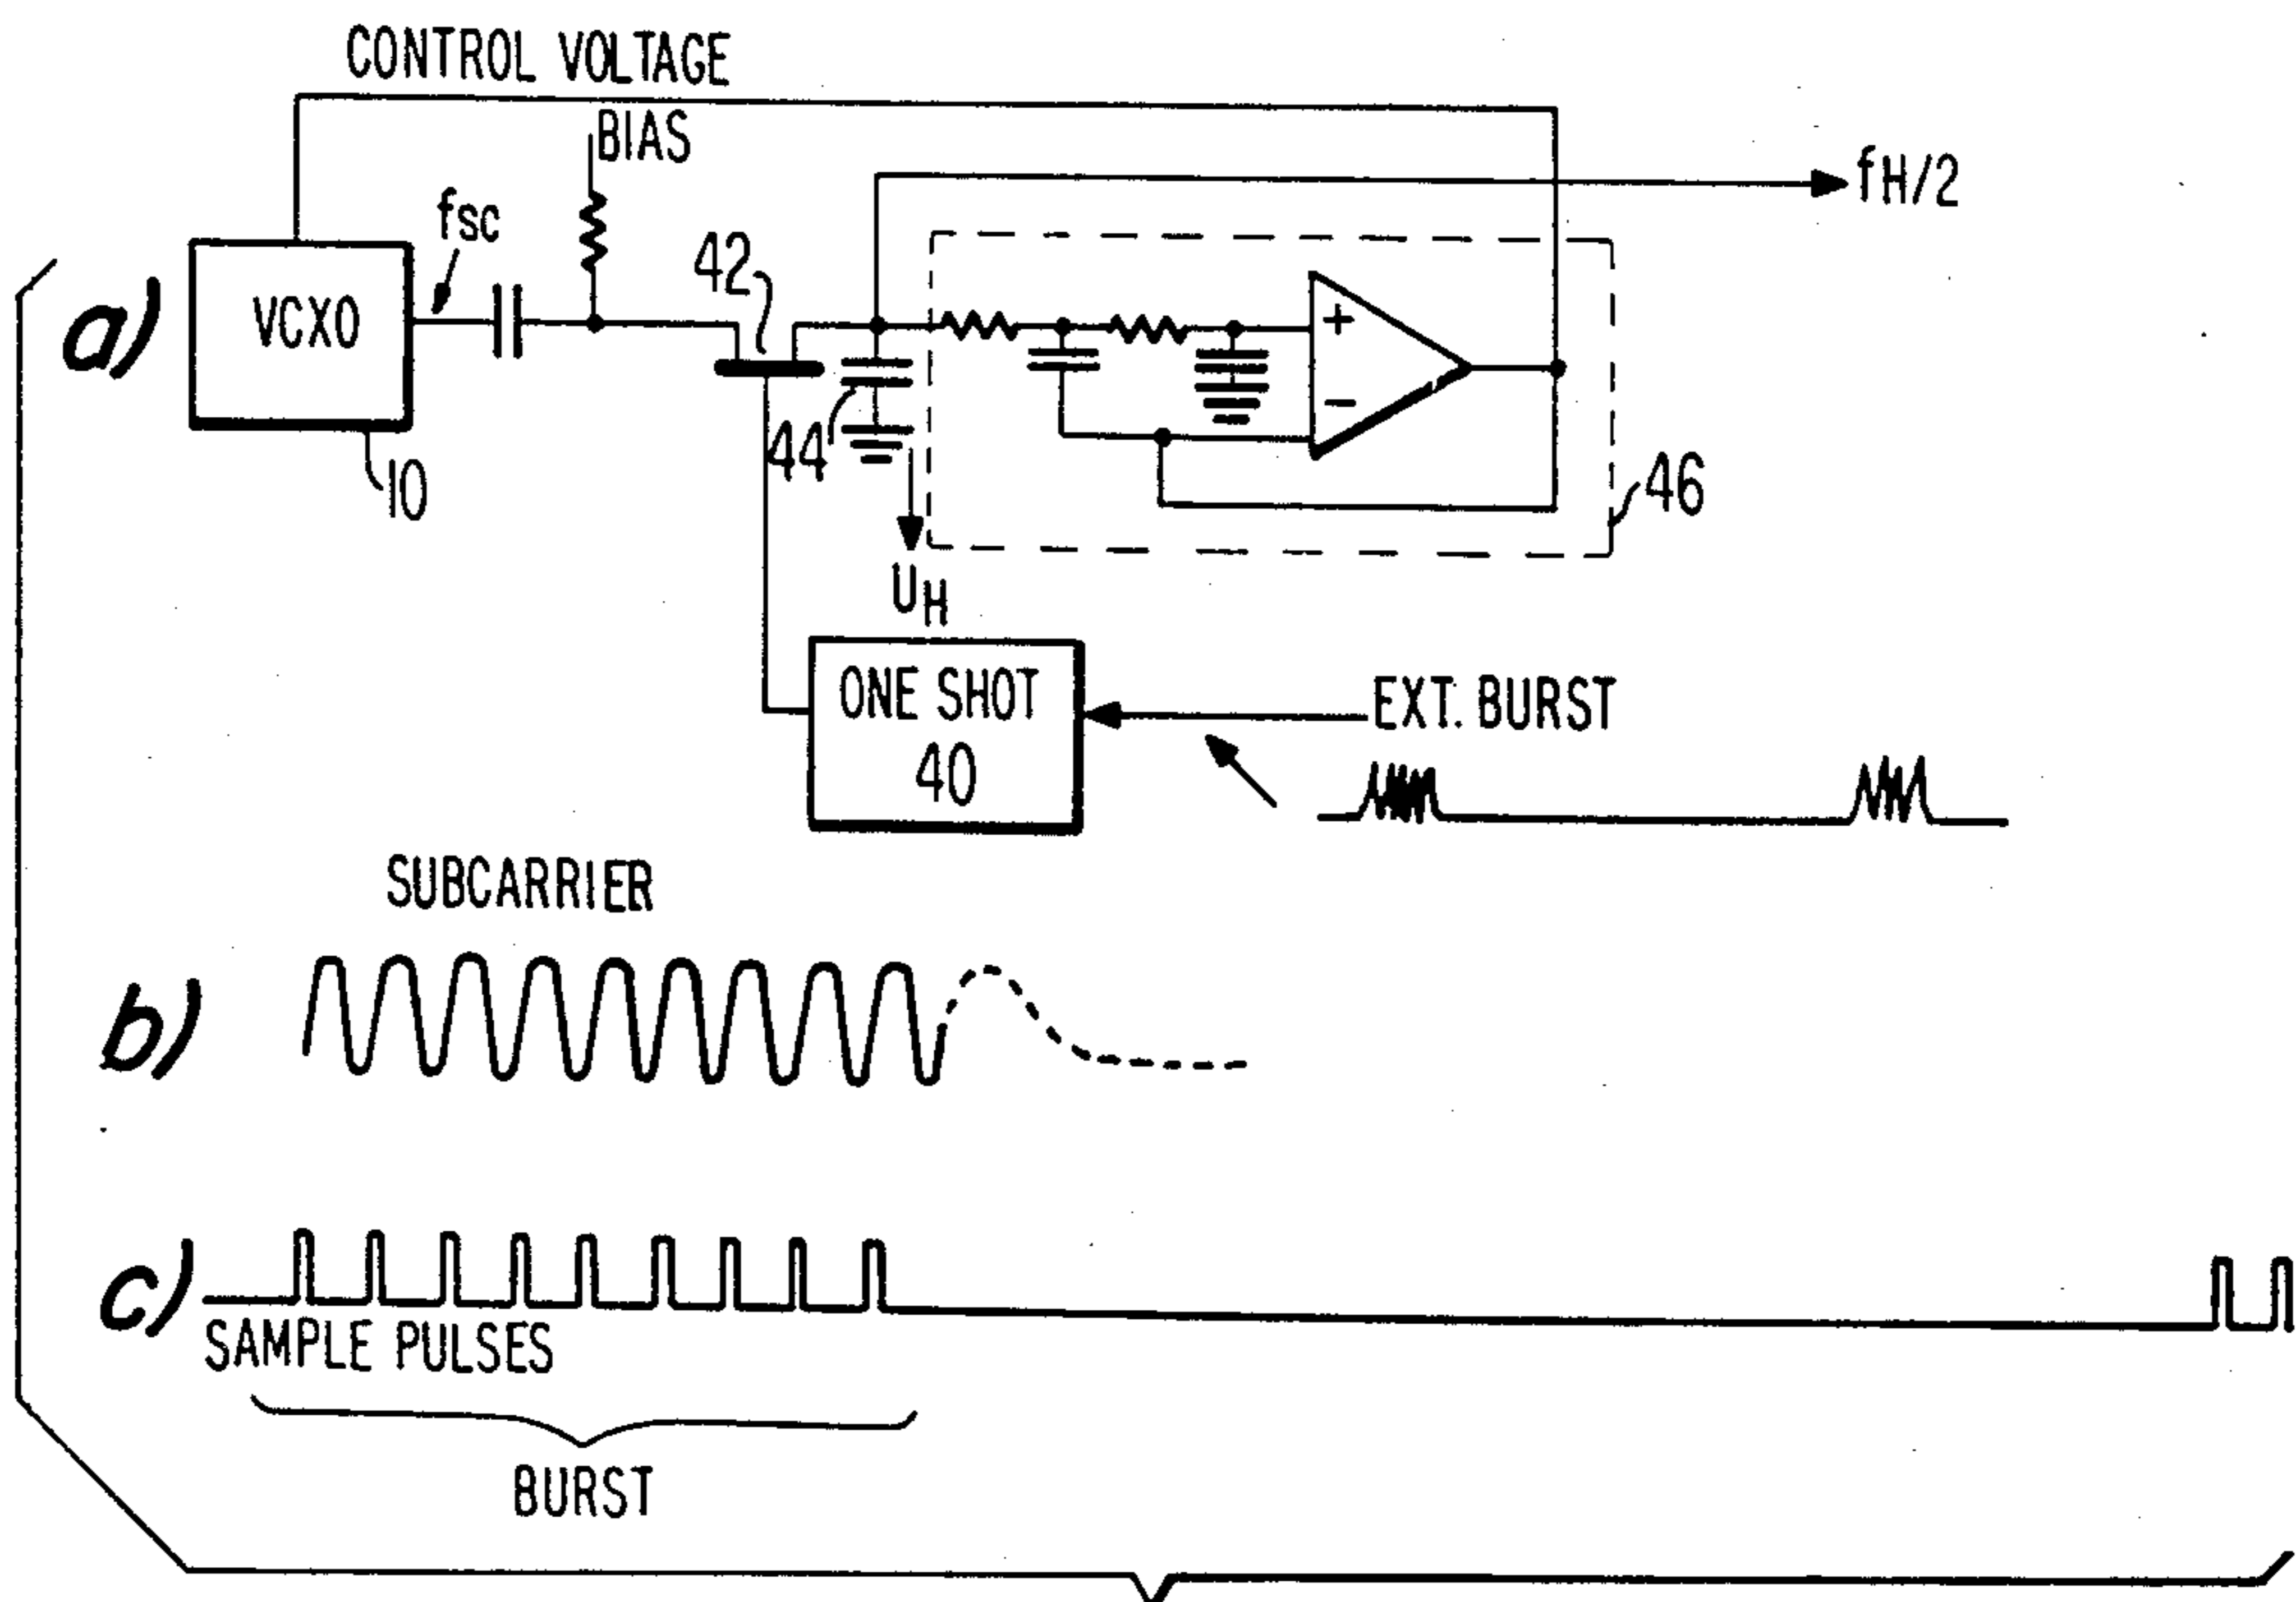 CONTROL VOLTAGE
BIAS
fH/2
fsc
42
a)
VCXO
+
-
44
10
46
UH
ONE SHOT
40
EXT. BURST
SUBCARRIER
b)
c)
SAMPLE PULSES
BURST